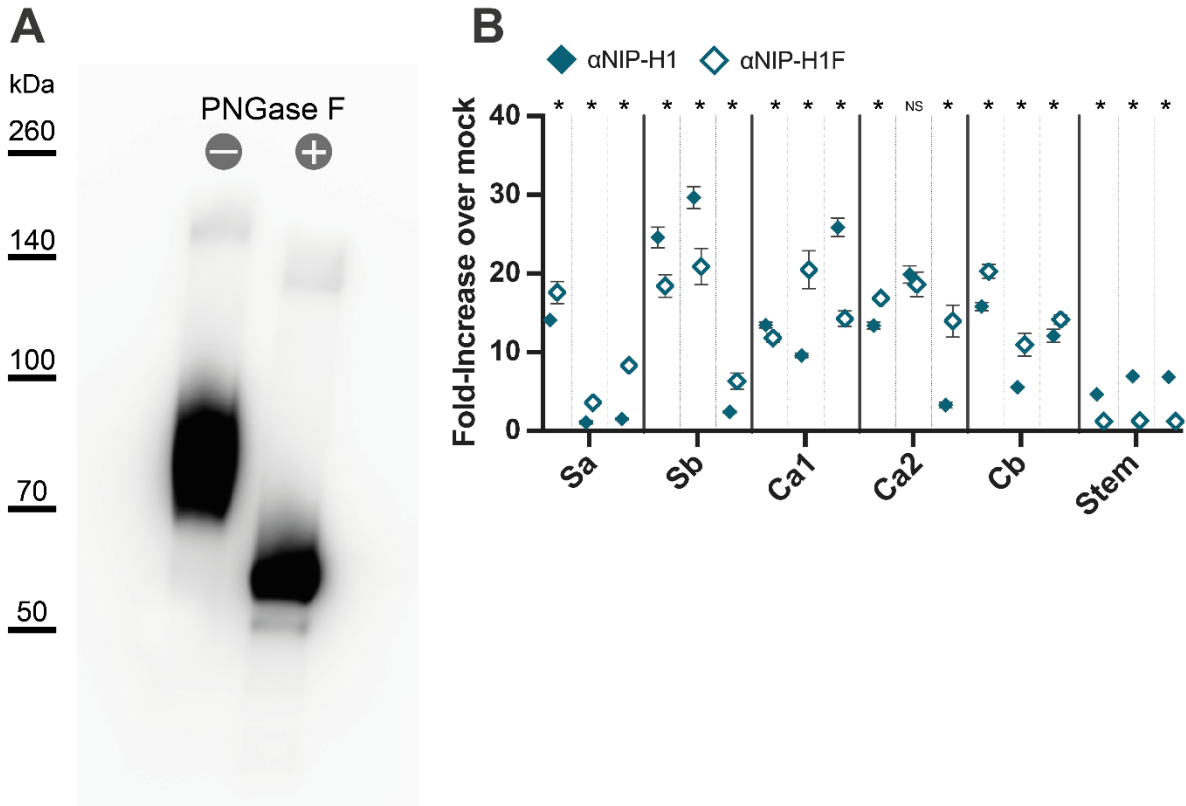 A
kDa
PNGase F
260
− +
140
100
70
50
B
αNIP-H1 αNIP-H1F
* * * * * * * * * * NS * * * * * * *
Fold-Increase over mock
40
30
20
10
0
Sa Sb Ca1 Ca2 Cb Stem